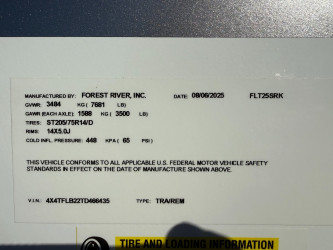 MANUFACTURED BY: FOREST RIVER, INC. DATE: 08/06/2025 FLT25SRK
GVWR: 3484 KG ( 7681 LB)
GAWR (EACH AXLE) : 1588 KG ( 3500 LB)
TIRES: ST205/75R14/D
RIMS: 14X5.0J
COLD INFL. PRESSURE: 448 KPA ( 65 PSI)
THIS VEHICLE CONFORMS TO ALL APPLICABLE U.S. FEDERAL MOTOR VEHICLE SAFETY
STANDARDS IN EFFECT ON THE DATE OF MANUFACTURE SHOWN ABOVE.
V.I.N.: 4X4TFLB22TD466435 TYPE: TRA/REM
TIRE AND LOADING INFORMATION